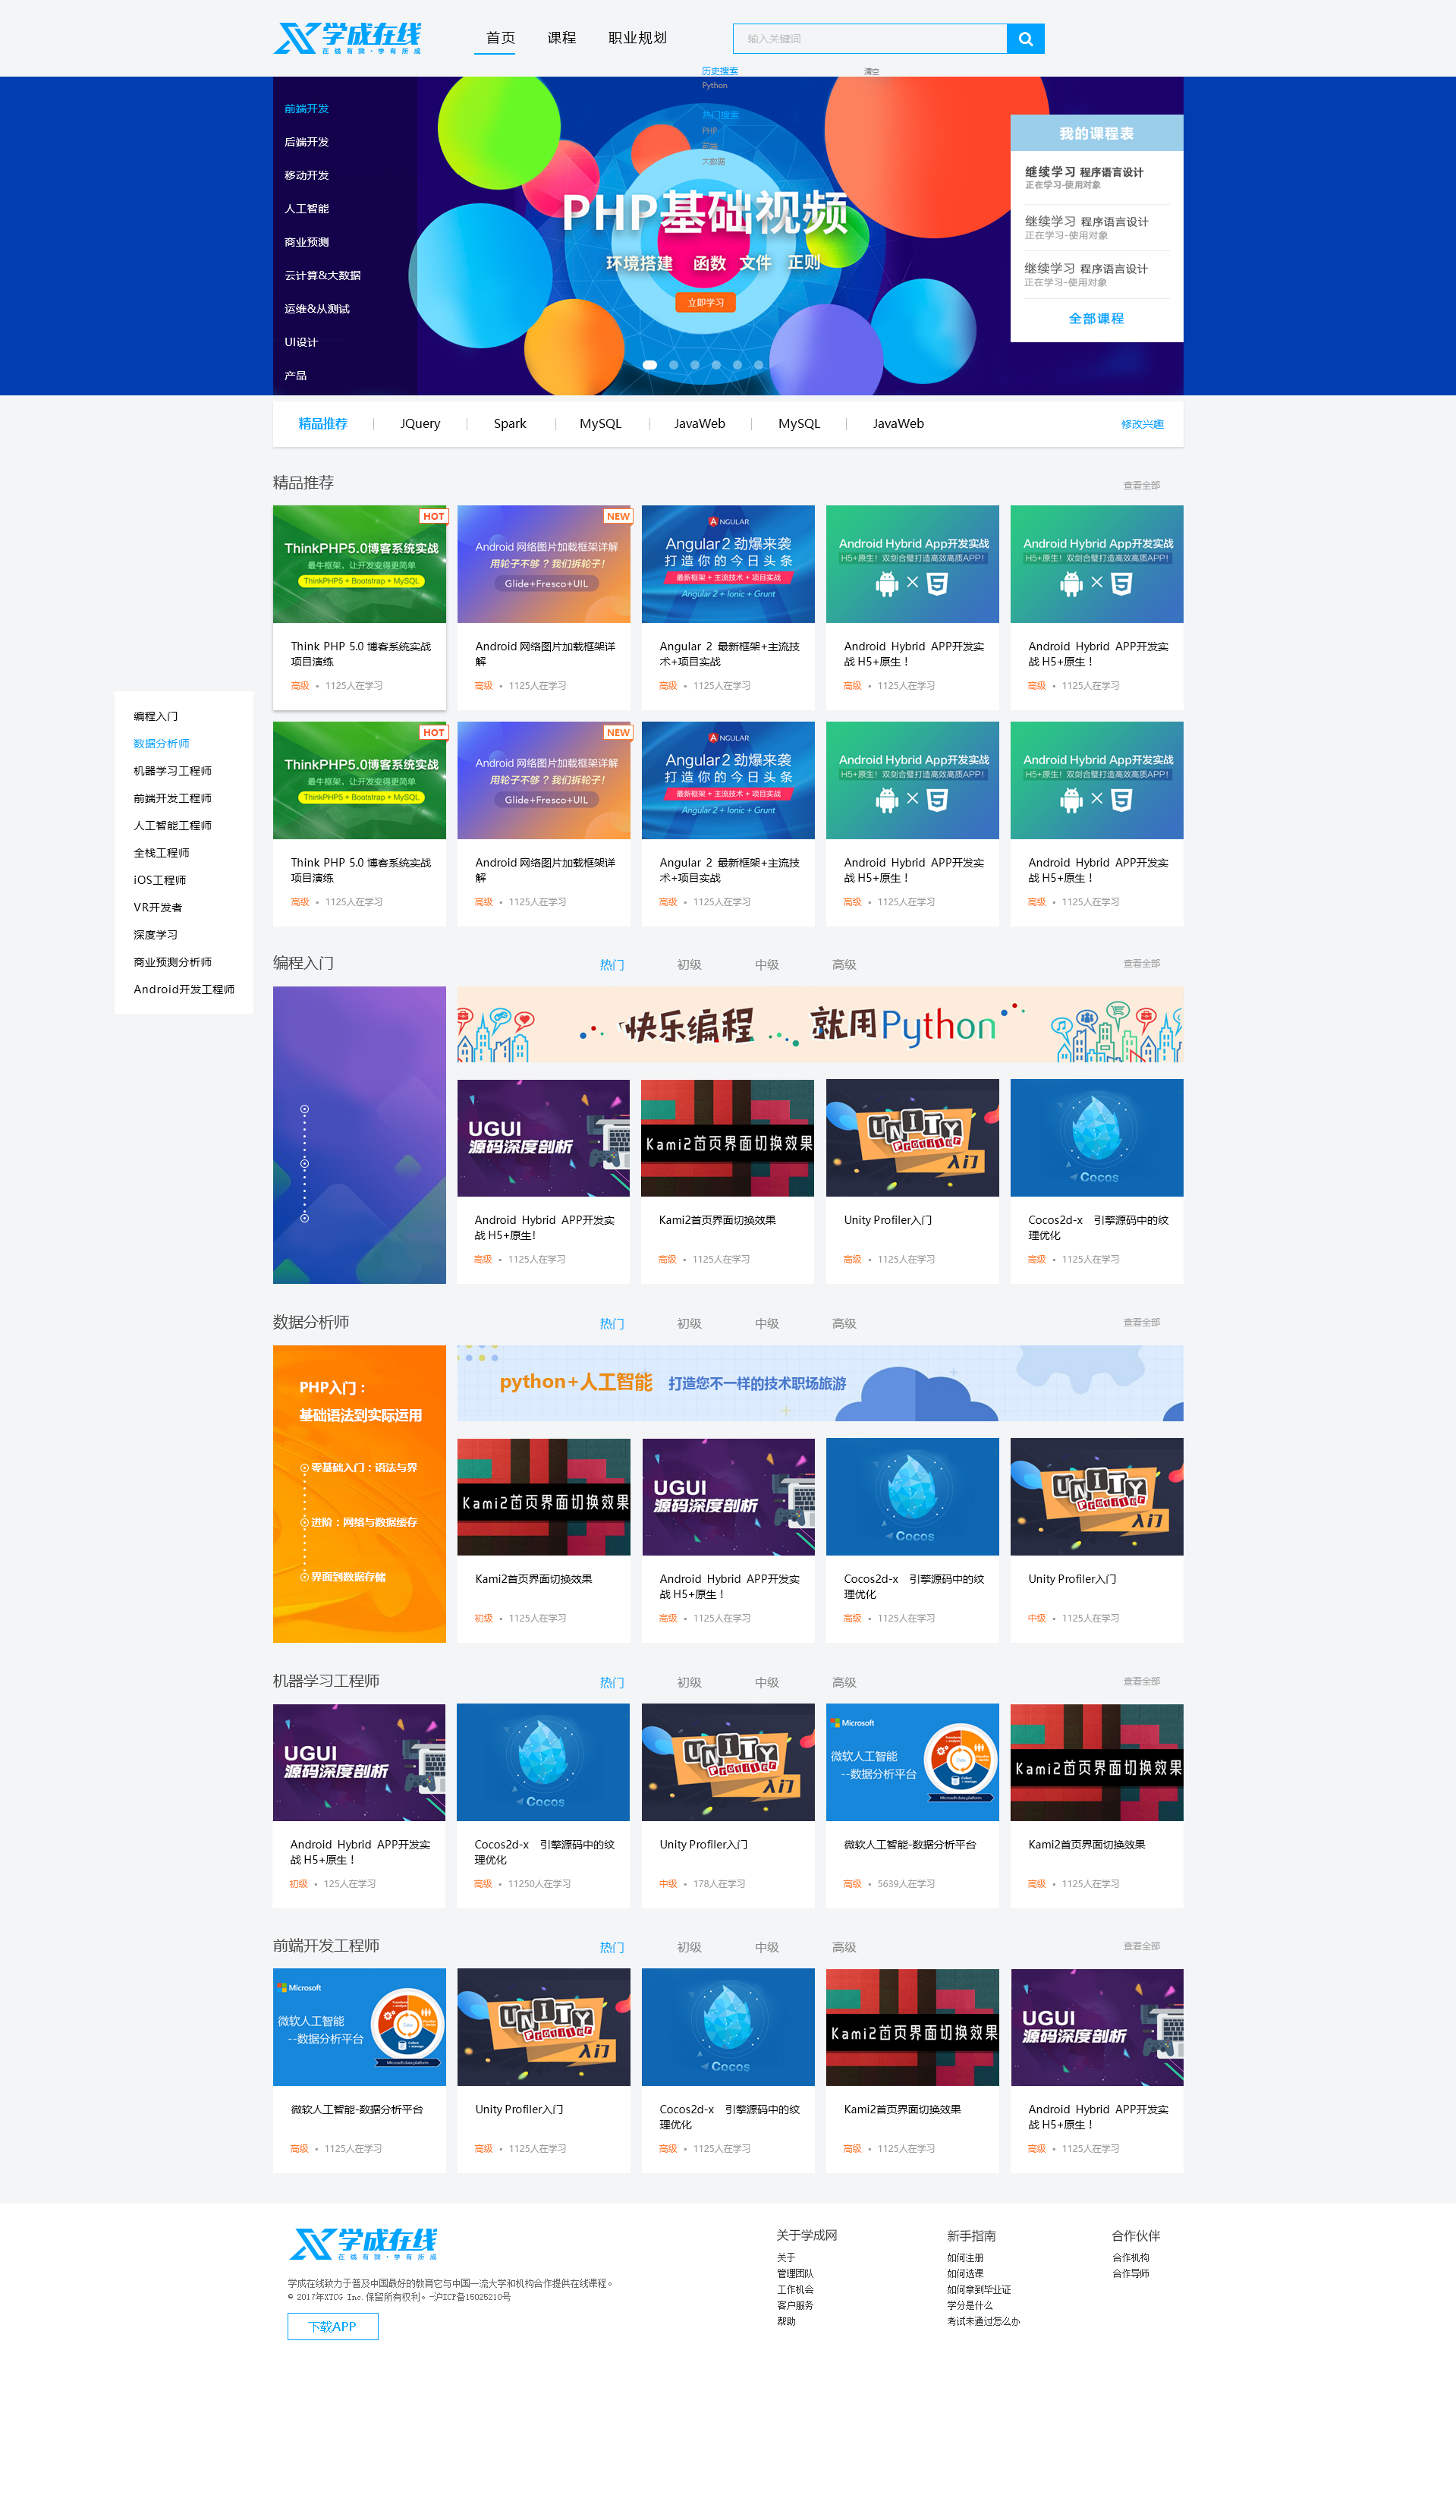 学成在线
在线有我·学有所成
首页 课程 职业规划
输入关键词
历史搜索 清空
Python
热门搜索
PHP
前端
大数据
前端开发
后端开发
移动开发
人工智能
商业预测
云计算&大数据
运维&从测试
UI设计
产品
PHP基础视频
环境搭建 函数 文件 正则
立即学习
我的课程表
继续学习 程序语言设计
正在学习-使用对象
继续学习 程序语言设计
正在学习-使用对象
继续学习 程序语言设计
正在学习-使用对象
全部课程
精品推荐 JQuery Spark MySQL JavaWeb MySQL JavaWeb 修改兴趣
精品推荐 查看全部
HOT
ThinkPHP5.0博客系统实战
最牛框架，让开发变得更简单
ThinkPHP5 + Bootstrap + MySQL
Think PHP 5.0 博客系统实战
项目演练
高级 • 1125人在学习
NEW
Android 网络图片加载框架详解
用轮子不够？我们拆轮子！
Glide+Fresco+UIL
Android 网络图片加载框架详
解
高级 • 1125人在学习
ANGULAR
Angular2 劲爆来袭
打造你的今日头条
最新框架 + 主流技术 + 项目实战
Angular 2 + Ionic + Grunt
Angular 2 最新框架+主流技
术+项目实战
高级 • 1125人在学习
Android Hybrid App开发实战
H5+原生！双剑合璧打造高效高质APP！
Android Hybrid APP开发实
战 H5+原生！
高级 • 1125人在学习
Android Hybrid App开发实战
H5+原生！双剑合璧打造高效高质APP！
Android Hybrid APP开发实
战 H5+原生！
高级 • 1125人在学习
HOT
ThinkPHP5.0博客系统实战
最牛框架，让开发变得更简单
ThinkPHP5 + Bootstrap + MySQL
Think PHP 5.0 博客系统实战
项目演练
高级 • 1125人在学习
NEW
Android 网络图片加载框架详解
用轮子不够？我们拆轮子！
Glide+Fresco+UIL
Android 网络图片加载框架详
解
高级 • 1125人在学习
ANGULAR
Angular2 劲爆来袭
打造你的今日头条
最新框架 + 主流技术 + 项目实战
Angular 2 + Ionic + Grunt
Angular 2 最新框架+主流技
术+项目实战
高级 • 1125人在学习
Android Hybrid App开发实战
H5+原生！双剑合璧打造高效高质APP！
Android Hybrid APP开发实
战 H5+原生！
高级 • 1125人在学习
Android Hybrid App开发实战
H5+原生！双剑合璧打造高效高质APP！
Android Hybrid APP开发实
战 H5+原生！
高级 • 1125人在学习
编程入门
数据分析师
机器学习工程师
前端开发工程师
人工智能工程师
全栈工程师
iOS工程师
VR开发者
深度学习
商业预测分析师
Android开发工程师
编程入门 热门 初级 中级 高级 查看全部
快乐编程 就用Python
UGUI
源码深度剖析
Android Hybrid APP开发实
战 H5+原生！
高级 • 1125人在学习
Kami2首页界面切换效果
Kami2首页界面切换效果
高级 • 1125人在学习
UNITY
Profiler
入门
Unity Profiler入门
高级 • 1125人在学习
Cocos
Cocos2d-x 引擎源码中的纹
理优化
高级 • 1125人在学习
数据分析师 热门 初级 中级 高级 查看全部
PHP入门：
基础语法到实际运用
零基础入门：语法与界
进阶：网络与数据缓存
界面到数据存储
python+人工智能 打造您不一样的技术职场旅游
Kami2首页界面切换效果
Kami2首页界面切换效果
初级 • 1125人在学习
UGUI
源码深度剖析
Android Hybrid APP开发实
战 H5+原生！
高级 • 1125人在学习
Cocos
Cocos2d-x 引擎源码中的纹
理优化
高级 • 1125人在学习
UNITY
Profiler
入门
Unity Profiler入门
中级 • 1125人在学习
机器学习工程师 热门 初级 中级 高级 查看全部
UGUI
源码深度剖析
Android Hybrid APP开发实
战 H5+原生！
初级 • 125人在学习
Cocos
Cocos2d-x 引擎源码中的纹
理优化
高级 • 11250人在学习
UNITY
Profiler
入门
Unity Profiler入门
中级 • 178人在学习
Microsoft
微软人工智能
--数据分析平台
Data
Microsoft data platform
微软人工智能-数据分析平台
高级 • 5639人在学习
Kami2首页界面切换效果
Kami2首页界面切换效果
高级 • 1125人在学习
前端开发工程师 热门 初级 中级 高级 查看全部
Microsoft
微软人工智能
--数据分析平台
Data
Microsoft data platform
微软人工智能-数据分析平台
高级 • 1125人在学习
UNITY
Profiler
入门
Unity Profiler入门
高级 • 1125人在学习
Cocos
Cocos2d-x 引擎源码中的纹
理优化
高级 • 1125人在学习
Kami2首页界面切换效果
Kami2首页界面切换效果
高级 • 1125人在学习
UGUI
源码深度剖析
Android Hybrid APP开发实
战 H5+原生！
高级 • 1125人在学习
学成在线
在线有我·学有所成
学成在线致力于普及中国最好的教育它与中国一流大学和机构合作提供在线课程。
© 2017年XTCG Inc.保留所有权利。-沪ICP备15025210号
下载APP
关于学成网
关于
管理团队
工作机会
客户服务
帮助
新手指南
如何注册
如何选课
如何拿到毕业证
学分是什么
考试未通过怎么办
合作伙伴
合作机构
合作导师